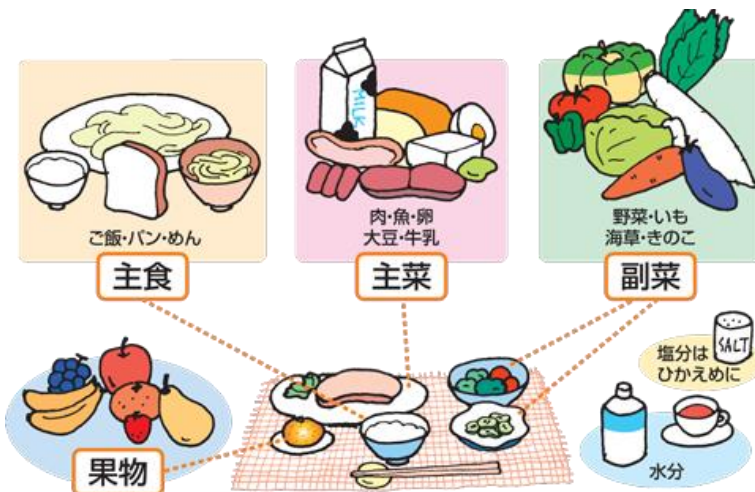 MILK
ご飯・パン・めん
肉・魚・卵
大豆・牛乳
野菜・いも
海草・きのこ
主食
主菜
副菜
SALT
塩分は
ひかえめに
果物
水分